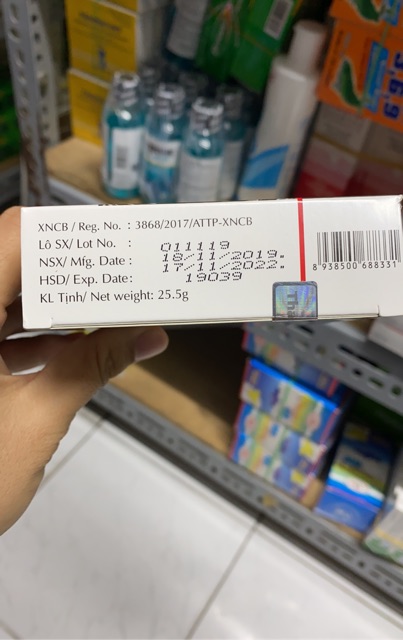 XNCB / Reg. No. : 3868/2017/ATTP-XNCB
Lô SX/ Lot No. : 011119
NSX/ Mfg. Date : 18/11/2019.
HSD/ Exp. Date: 17/11/2022.
19039
KL Tịnh/ Net weight: 25.5g
8 938500 688331